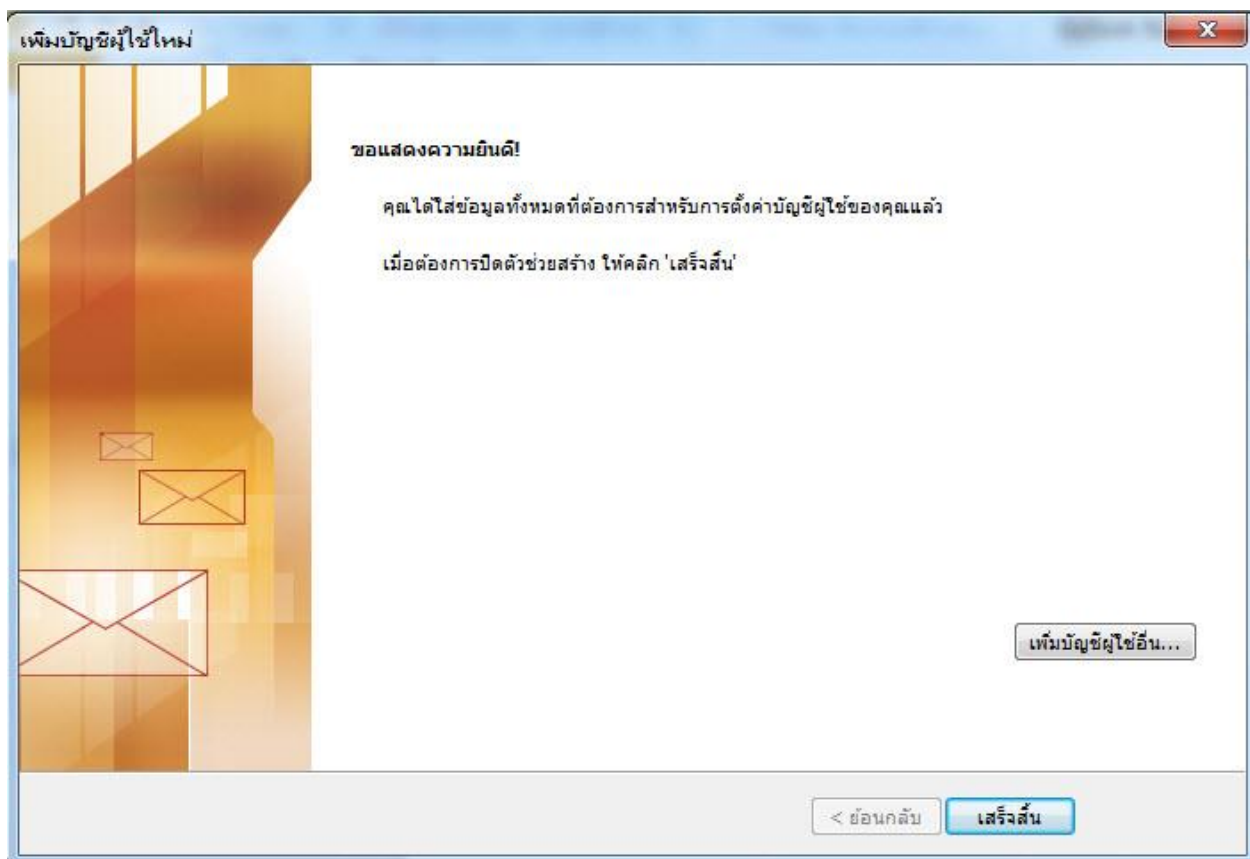 เพิ่มบัญชีผู้ใช้ใหม่
ขอแสดงความยินดี!
คุณได้ใส่ข้อมูลทั้งหมดที่ต้องการสำหรับการตั้งค่าบัญชีผู้ใช้ของคุณแล้ว
เมื่อต้องการปิดตัวช่วยสร้าง ให้คลิก 'เสร็จสิ้น'
เพิ่มบัญชีผู้ใช้อื่น...
< ย้อนกลับ
เสร็จสิ้น